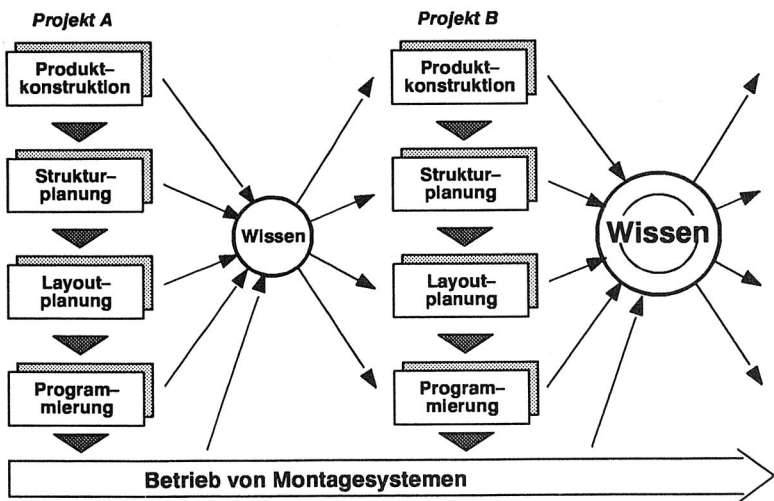 Projekt A
Produkt–
konstruktion
Struktur–
planung
Layout–
planung
Program–
mierung
Wissen
Projekt B
Produkt–
konstruktion
Struktur–
planung
Layout–
planung
Program–
mierung
Wissen
Betrieb von Montagesystemen